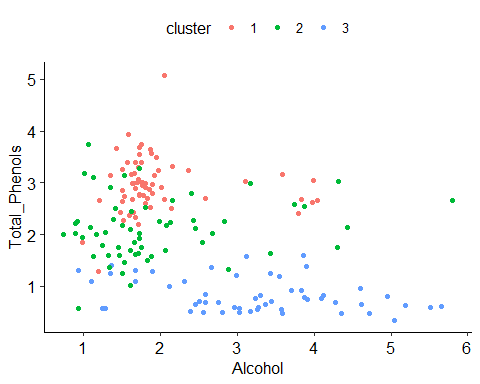 cluster 1 2 3
5
4
3
2
1
Total_Phenols
1 2 3 4 5 6
Alcohol